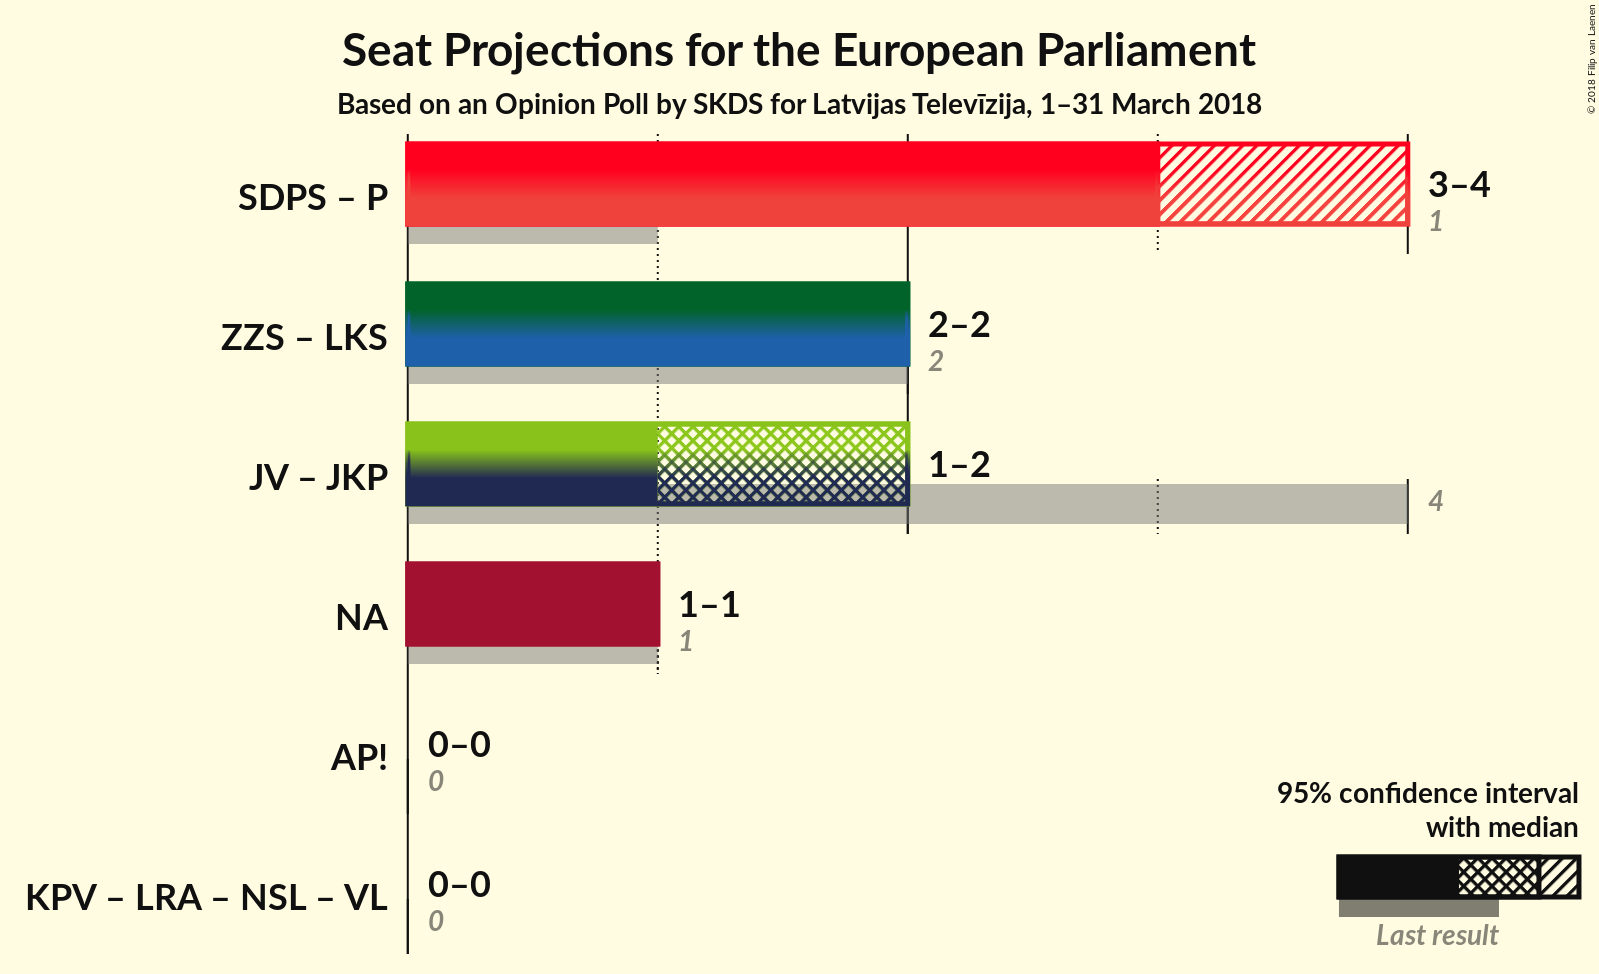 Seat Projections for the European Parliament
Based on an Opinion Poll by SKDS for Latvijas Televīzija, 1–31 March 2018
© 2018 Filip van Laenen
SDPS – P
3–4
1
ZZS – LKS
2–2
2
JV – JKP
1–2
4
NA
1–1
1
AP!
0–0
0
KPV – LRA – NSL – VL
0–0
0
95% confidence interval
with median
Last result